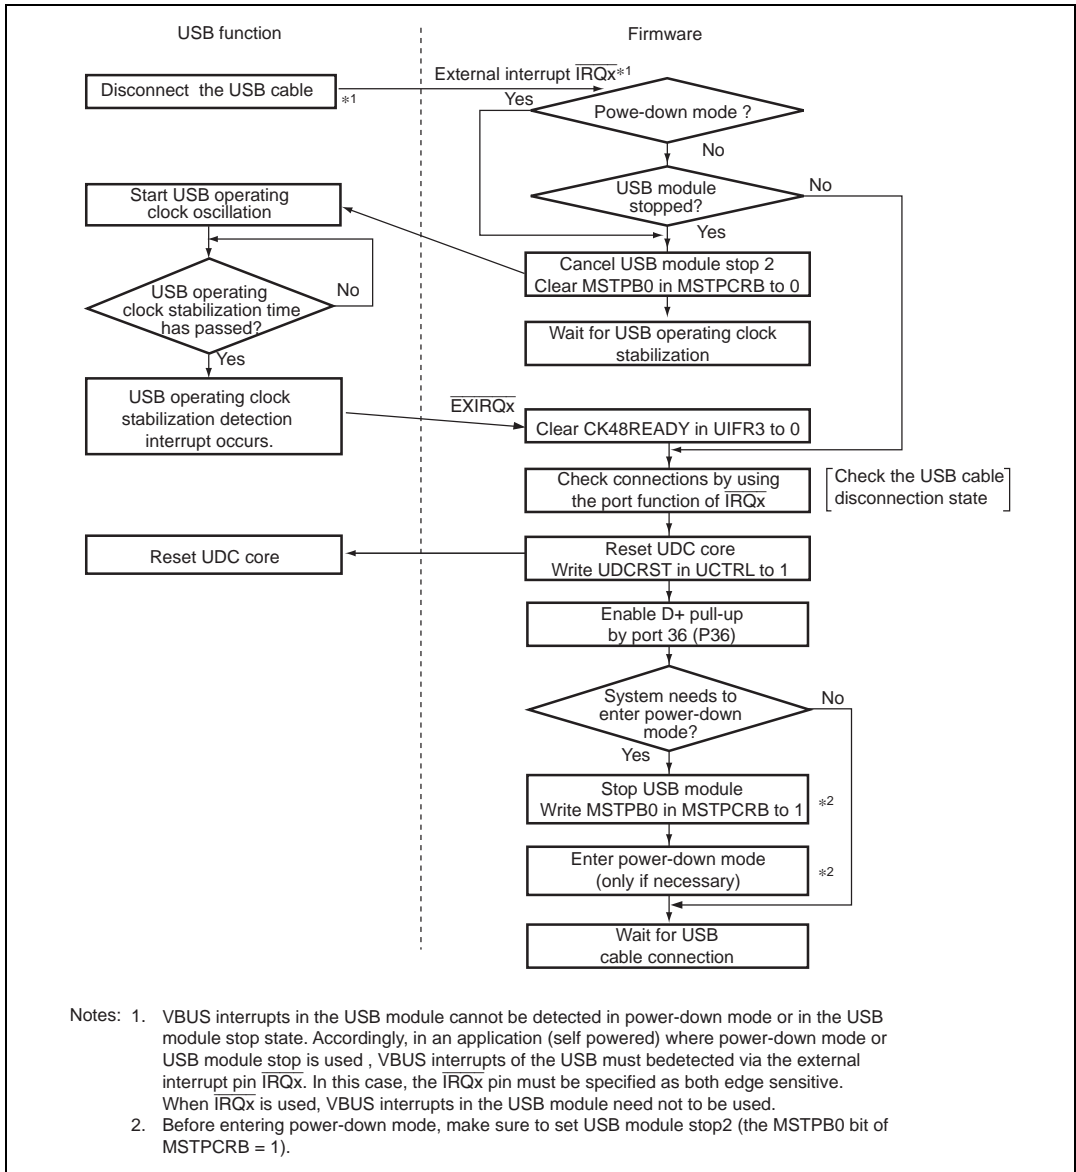 USB function
Firmware
Disconnect the USB cable
*1
External interrupt IRQx*1
Powe-down mode ?
Yes
No
USB module
stopped?
No
Yes
Start USB operating
clock oscillation
Cancel USB module stop 2
Clear MSTPB0 in MSTPCRB to 0
USB operating
clock stabilization time
has passed?
No
Yes
Wait for USB operating clock
stabilization
USB operating clock
stabilization detection
interrupt occurs.
EXIRQx
Clear CK48READY in UIFR3 to 0
Check connections by using
the port function of IRQx
Check the USB cable
disconnection state
Reset UDC core
Reset UDC core
Write UDCRST in UCTRL to 1
Enable D+ pull-up
by port 36 (P36)
System needs to
enter power-down
mode?
No
Yes
Stop USB module
Write MSTPB0 in MSTPCRB to 1
*2
Enter power-down mode
(only if necessary)
*2
Wait for USB
cable connection
Notes: 1. VBUS interrupts in the USB module cannot be detected in power-down mode or in the USB
module stop state. Accordingly, in an application (self powered) where power-down mode or
USB module stop is used , VBUS interrupts of the USB must bedetected via the external
interrupt pin IRQx. In this case, the IRQx pin must be specified as both edge sensitive.
When IRQx is used, VBUS interrupts in the USB module need not to be used.
2. Before entering power-down mode, make sure to set USB module stop2 (the MSTPB0 bit of
MSTPCRB = 1).